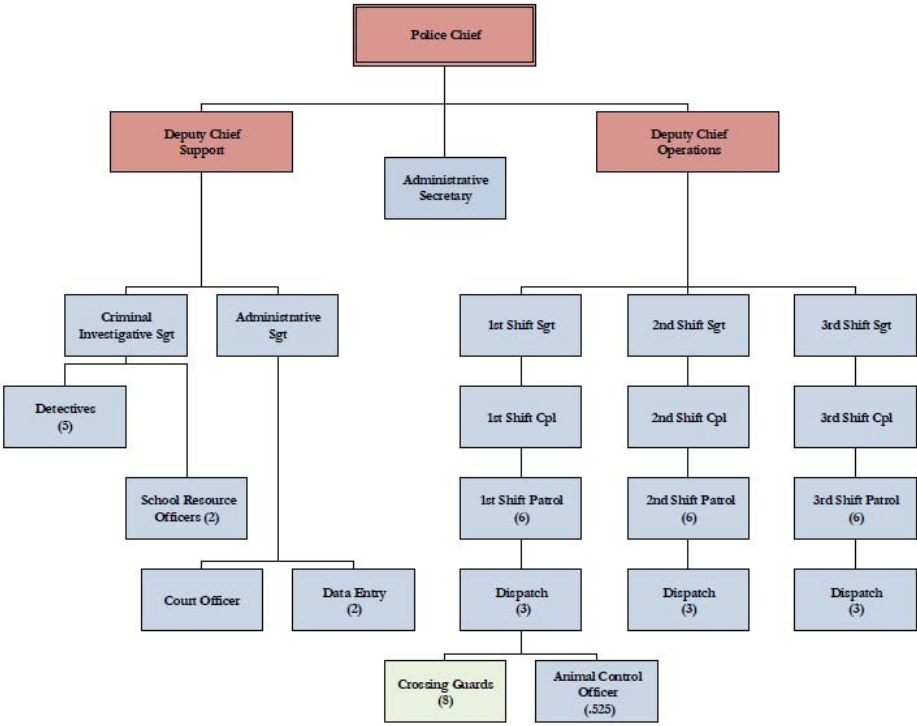 Police Chief
Deputy Chief
Support
Deputy Chief
Operations
Administrative
Secretary
Criminal
Investigative Sgt
Administrative
Sgt
1st Shift Sgt
2nd Shift Sgt
3rd Shift Sgt
Detectives
(5)
1st Shift Cpl
2nd Shift Cpl
3rd Shift Cpl
School Resource
Officers (2)
1st Shift Patrol
(6)
2nd Shift Patrol
(6)
3rd Shift Patrol
(6)
Court Officer
Data Entry
(2)
Dispatch
(3)
Dispatch
(3)
Dispatch
(3)
Crossing Guards
(8)
Animal Control
Officer
(.525)